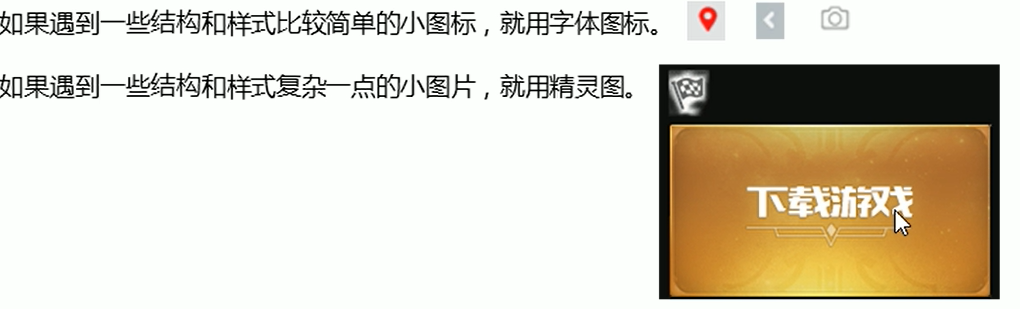 如果遇到一些结构和样式比较简单的小图标，就用字体图标。
如果遇到一些结构和样式复杂一点的小图片，就用精灵图。
下载游戏